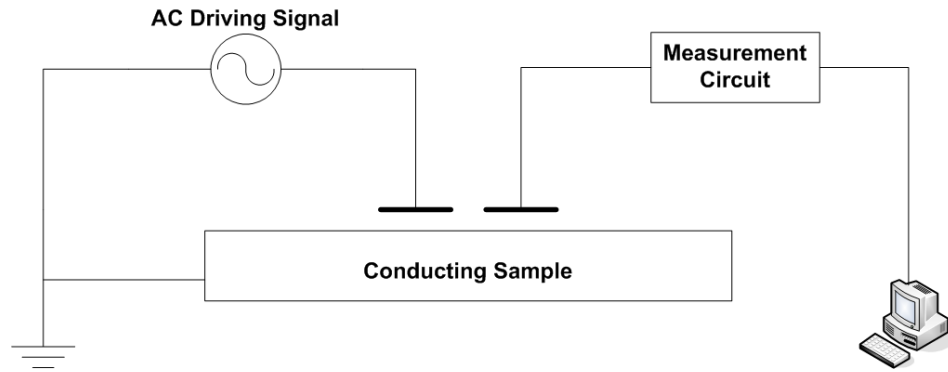 AC Driving Signal
Measurement
Circuit
Conducting Sample